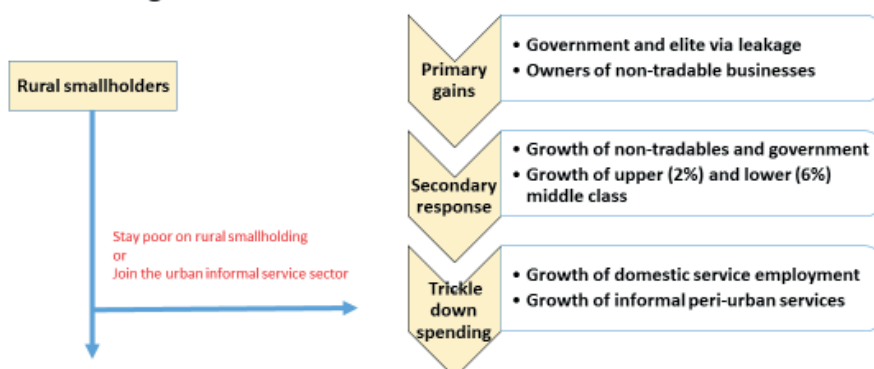 Rural smallholders
Stay poor on rural smallholding
or
Join the urban informal service sector
Primary
gains
• Government and elite via leakage
• Owners of non-tradable businesses
Secondary
response
• Growth of non-tradables and government
• Growth of upper (2%) and lower (6%)
middle class
Trickle
down
spending
• Growth of domestic service employment
• Growth of informal peri-urban services